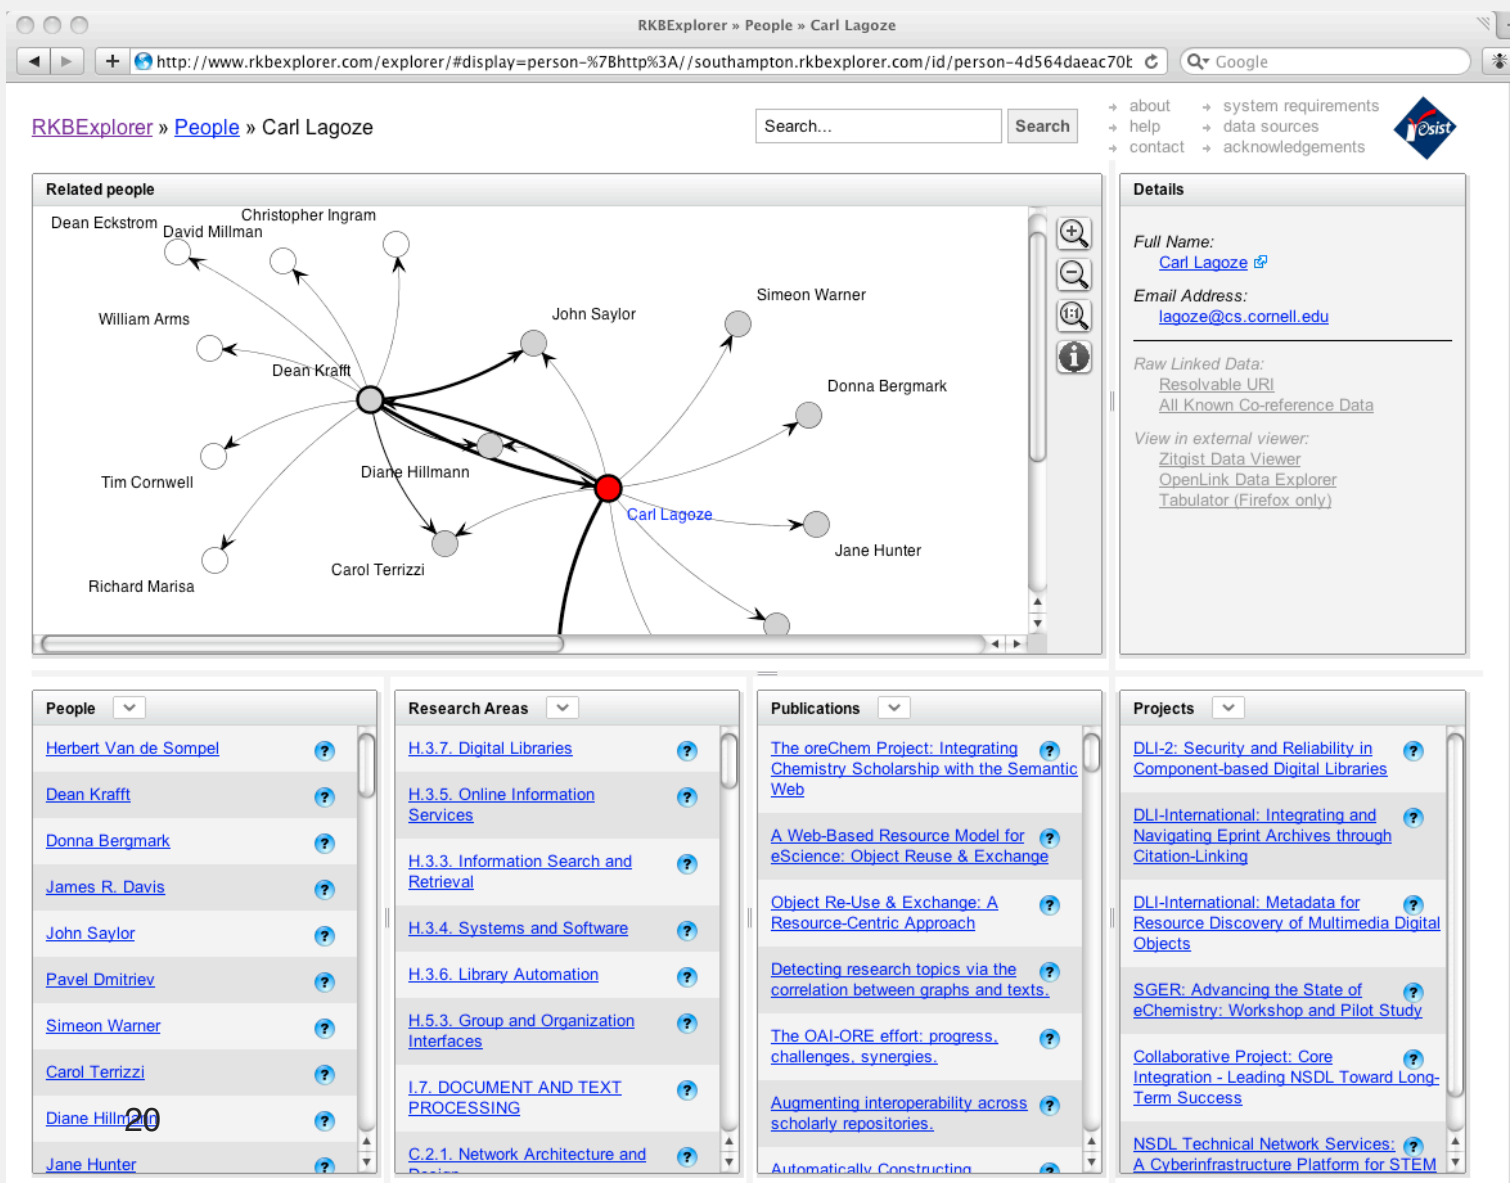 RKBExplorer » People » Carl Lagoze
http://www.rkbexplorer.com/explorer/#display=person-%7Bhttp%3A//southampton.rkbexplorer.com/id/person-4d564daeac70b
Google
RKBExplorer » People » Carl Lagoze
Search...
Search
about
help
contact
system requirements
data sources
acknowledgements
resist
Related people
Dean Eckstrom
David Millman
Christopher Ingram
William Arms
Dean Krafft
John Saylor
Simeon Warner
Donna Bergmark
Tim Cornwell
Diane Hillmann
Carl Lagoze
Jane Hunter
Carol Terrizzi
Richard Marisa
1:1
Details
Full Name:
Carl Lagoze
Email Address:
lagoze@cs.cornell.edu
Raw Linked Data:
Resolvable URI
All Known Co-reference Data
View in external viewer:
Zitgist Data Viewer
OpenLink Data Explorer
Tabulator (Firefox only)
People
Herbert Van de Sompel
Dean Krafft
Donna Bergmark
James R. Davis
John Saylor
Pavel Dmitriev
Simeon Warner
Carol Terrizzi
Diane Hillmann
20
Jane Hunter
Research Areas
H.3.7. Digital Libraries
H.3.5. Online Information
Services
H.3.3. Information Search and
Retrieval
H.3.4. Systems and Software
H.3.6. Library Automation
H.5.3. Group and Organization
Interfaces
I.7. DOCUMENT AND TEXT
PROCESSING
C.2.1. Network Architecture and
Design
Publications
The oreChem Project: Integrating
Chemistry Scholarship with the Semantic
Web
A Web-Based Resource Model for
eScience: Object Reuse & Exchange
Object Re-Use & Exchange: A
Resource-Centric Approach
Detecting research topics via the
correlation between graphs and texts.
The OAI-ORE effort: progress,
challenges, synergies.
Augmenting interoperability across
scholarly repositories.
Automatically Constructing
Projects
DLI-2: Security and Reliability in
Component-based Digital Libraries
DLI-International: Integrating and
Navigating Eprint Archives through
Citation-Linking
DLI-International: Metadata for
Resource Discovery of Multimedia Digital
Objects
SGER: Advancing the State of
eChemistry: Workshop and Pilot Study
Collaborative Project: Core
Integration - Leading NSDL Toward Long-
Term Success
NSDL Technical Network Services:
A Cyberinfrastructure Platform for STEM